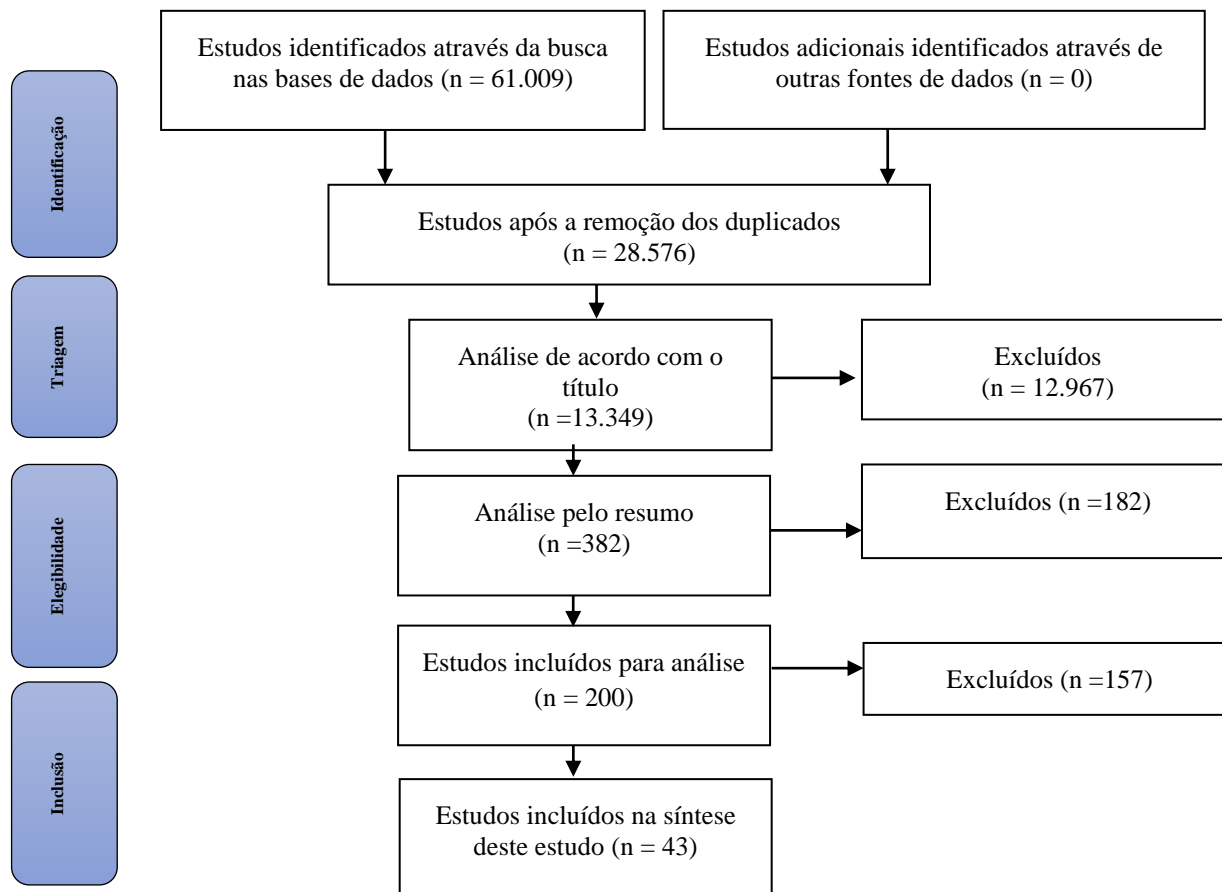 Estudos identificados através da busca
nas bases de dados (n = 61.009)
Estudos adicionais identificados através de
outras fontes de dados (n = 0)
Identificação
Estudos após a remoção dos duplicados
(n = 28.576)
Triagem
Análise de acordo com o
título
(n =13.349)
Excluídos
(n = 12.967)
Elegibilidade
Análise pelo resumo
(n =382)
Excluídos (n =182)
Estudos incluídos para análise
(n = 200)
Excluídos (n =157)
Inclusão
Estudos incluídos na síntese
deste estudo (n = 43)